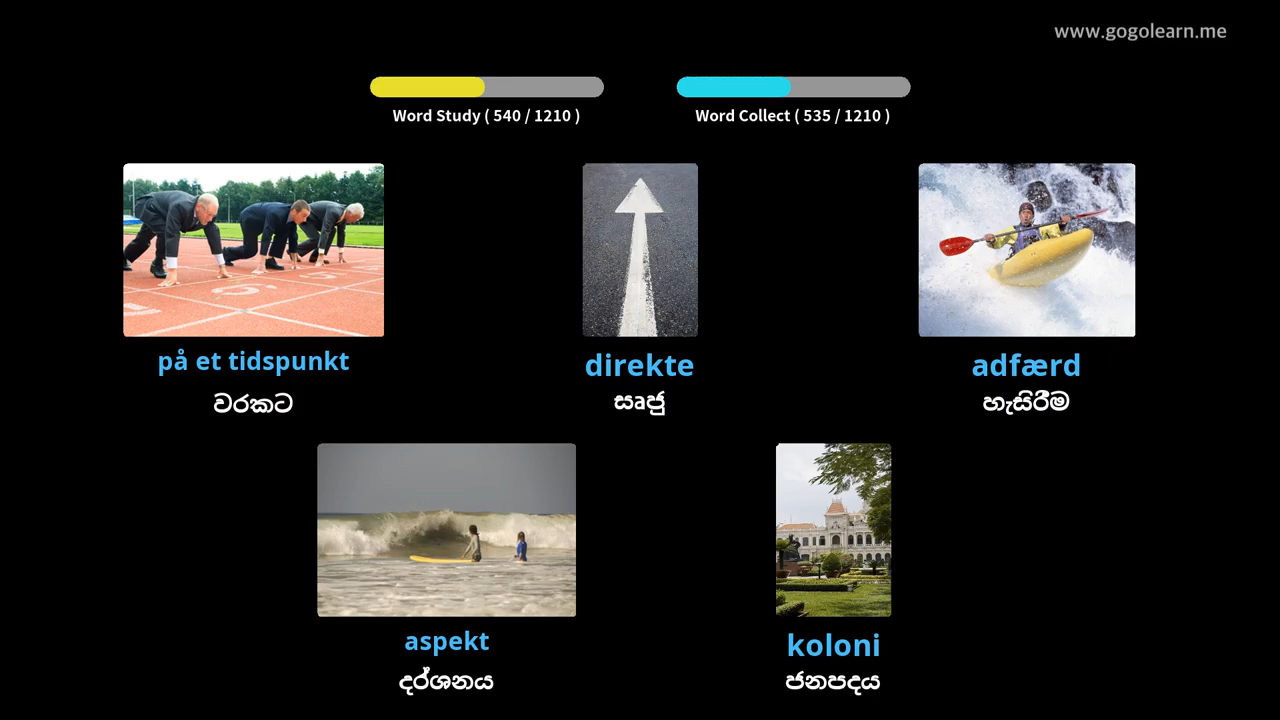 www.gogolearn.me
Word Study ( 540 / 1210 )
Word Collect ( 535 / 1210 )
på et tidspunkt
වරකට
direkte
සෘජු
adfærd
හැසිරීම
aspekt
දර්ශනය
koloni
ජනපදය